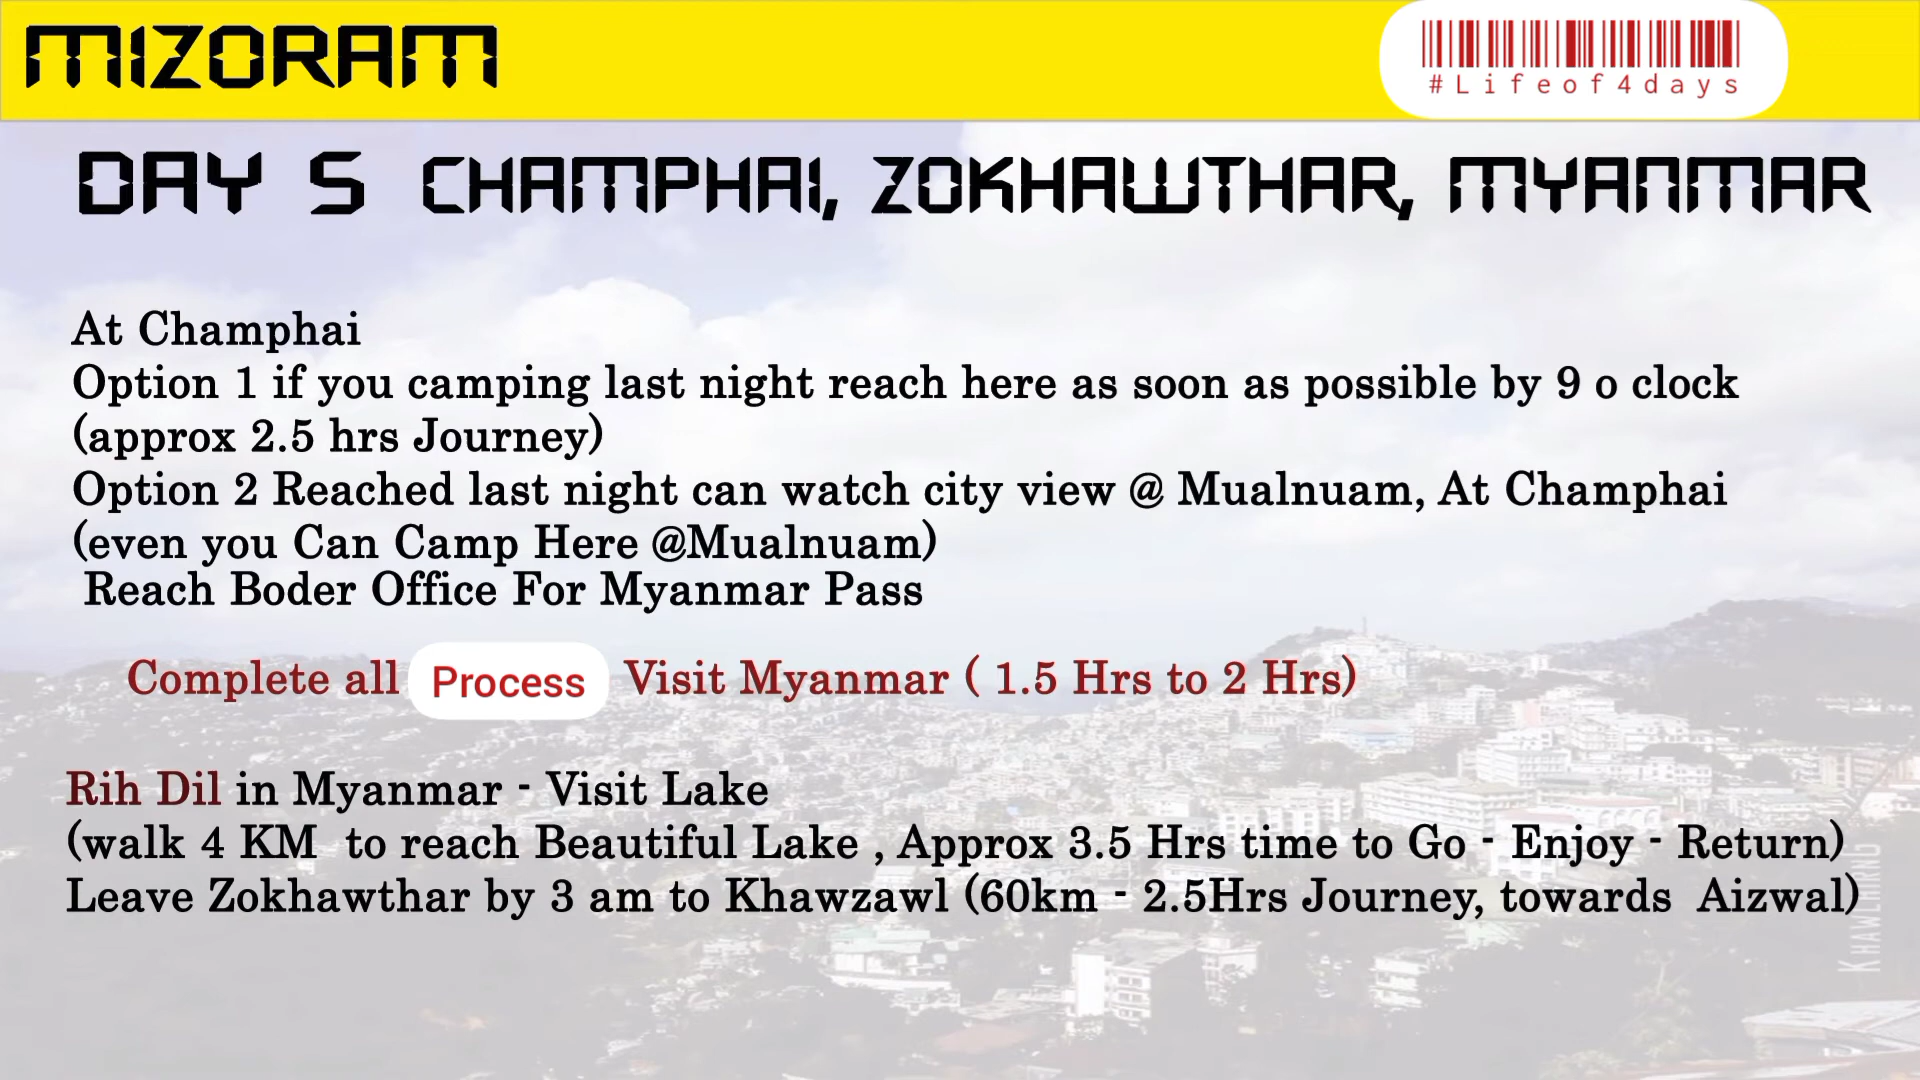 MIZORAM
#Lifeof4days
DAY 5 CHAMPHAI, ZOKHAWTHAR, MYANMAR
At Champhai
Option 1 if you camping last night reach here as soon as possible by 9 o clock
(approx 2.5 hrs Journey)
Option 2 Reached last night can watch city view @ Mualnuam, At Champhai
(even you Can Camp Here @Mualnuam)
Reach Boder Office For Myanmar Pass
Complete all Process Visit Myanmar ( 1.5 Hrs to 2 Hrs)
Rih Dil in Myanmar - Visit Lake
(walk 4 KM to reach Beautiful Lake , Approx 3.5 Hrs time to Go - Enjoy - Return)
Leave Zokhawthar by 3 am to Khawzawl (60km - 2.5Hrs Journey, towards Aizwal)